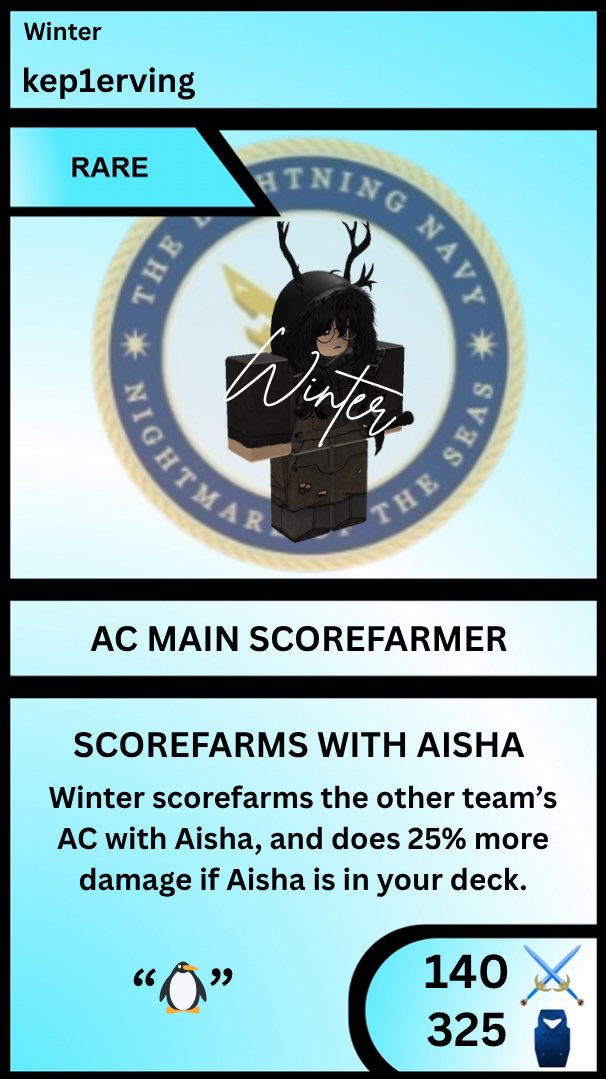 Winter
kep1erving
RARE
THE L HTNING NAVY
NIGHTMAR THE SEAS
Winter
AC MAIN SCOREFARMER
SCOREFARMS WITH AISHA
Winter scorefarms the other team’s
AC with Aisha, and does 25% more
damage if Aisha is in your deck.
“🐧”
140
325